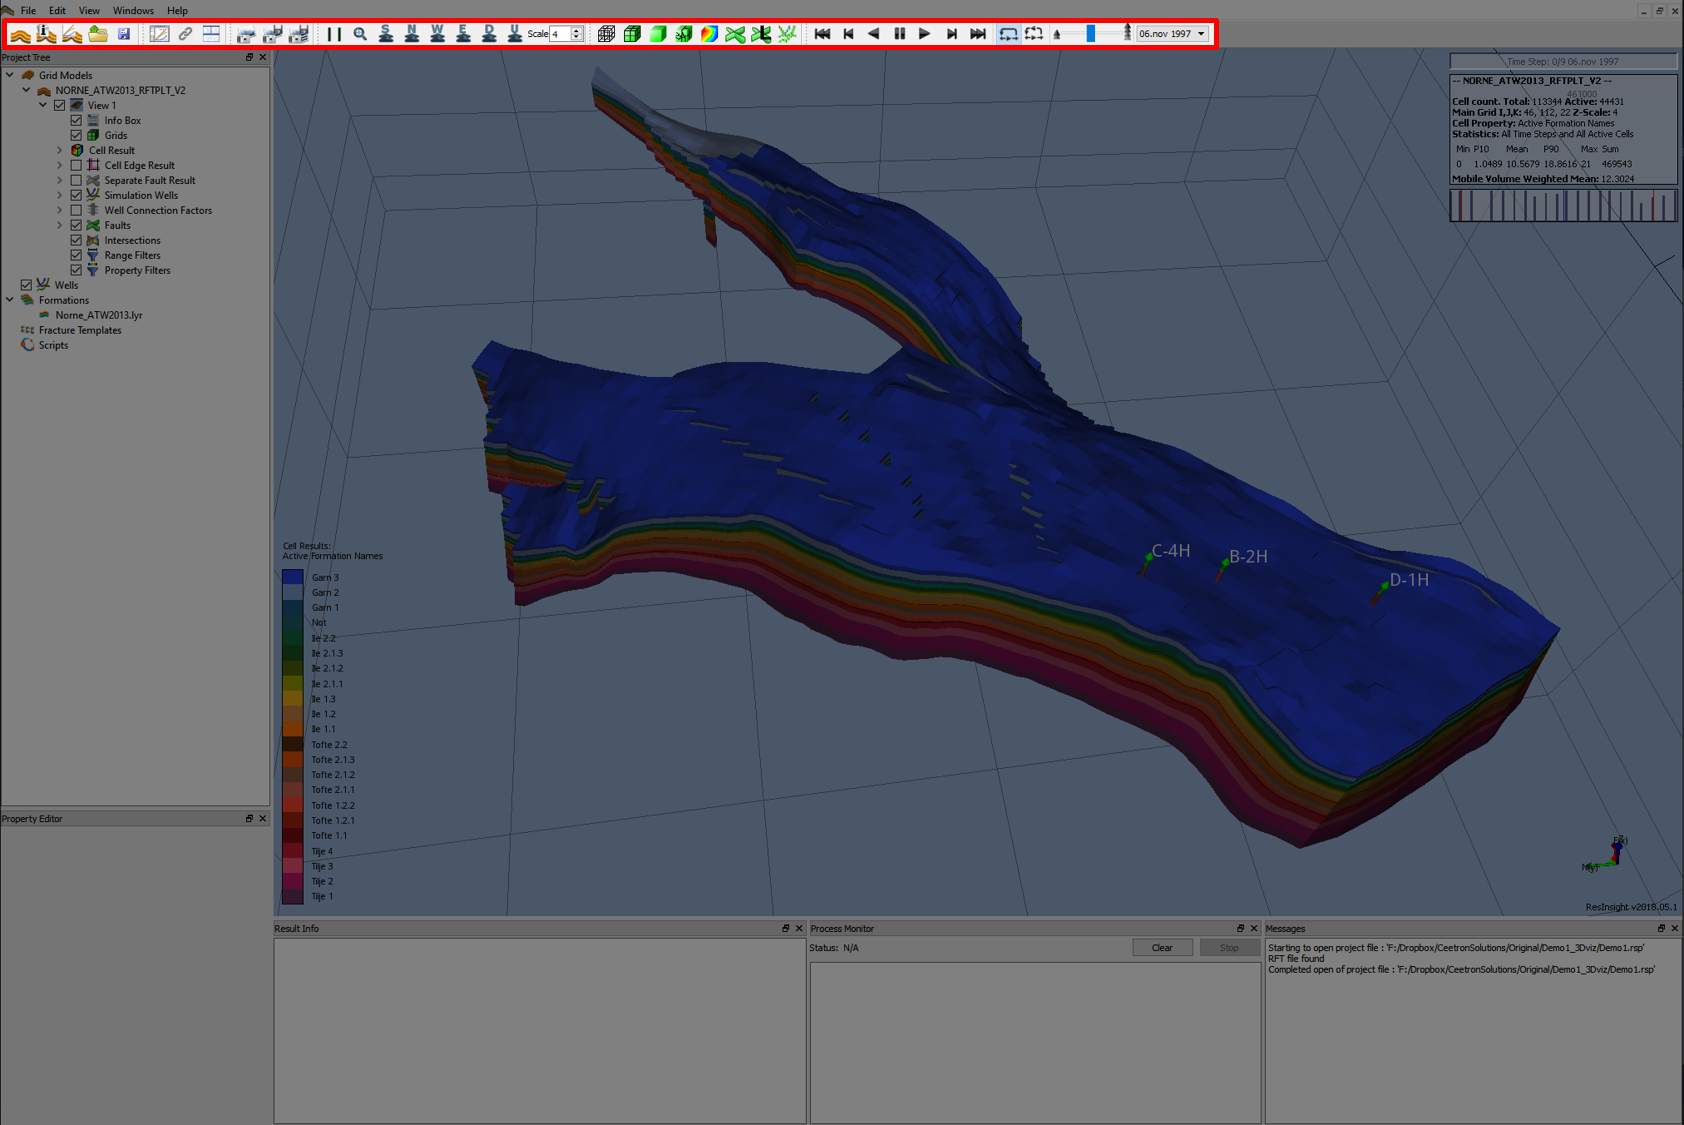 File Edit View Windows Help
S N W E D U Scale 4 06.nov 1997
Project Tree
Grid Models
NORNE_ATW2013_RFTPLT_V2
View 1
Info Box
Grids
Cell Result
Cell Edge Result
Separate Fault Result
Simulation Wells
Well Connection Factors
Faults
Intersections
Range Filters
Property Filters
Wells
Formations
Norne_ATW2013.lyr
Fracture Templates
Scripts
Property Editor
Time Step: 0/9 06.nov 1997
-- NORNE_ATW2013_RFTPLT_V2 --
461000
Cell count. Total: 113344 Active: 44431
Main Grid I,J,K: 46, 112, 22 Z-Scale: 4
Cell Property: Active Formation Names
Statistics: All Time Steps and All Active Cells
Min P10 Mean P90 Max Sum
0 1.0489 10.5679 18.8616 21 469543
Mobile Volume Weighted Mean: 12.3024
C-4H
B-2H
D-1H
Cell Results:
Active Formation Names
Garn 3
Garn 2
Garn 1
Not
Ile 2.2
Ile 2.1.3
Ile 2.1.2
Ile 2.1.1
Ile 1.3
Ile 1.2
Ile 1.1
Tofte 2.2
Tofte 2.1.3
Tofte 2.1.2
Tofte 2.1.1
Tofte 1.2.2
Tofte 1.2.1
Tofte 1.1
Tilje 4
Tilje 3
Tilje 2
Tilje 1
ResInsight v2018.05.1
Result Info
Process Monitor
Status: N/A
Clear
Stop
Messages
Starting to open project file : 'F:/Dropbox/CeetronSolutions/Original/Demo1_3Dviz/Demo1.rsp'
RFT file found
Completed open of project file : 'F:/Dropbox/CeetronSolutions/Original/Demo1_3Dviz/Demo1.rsp'